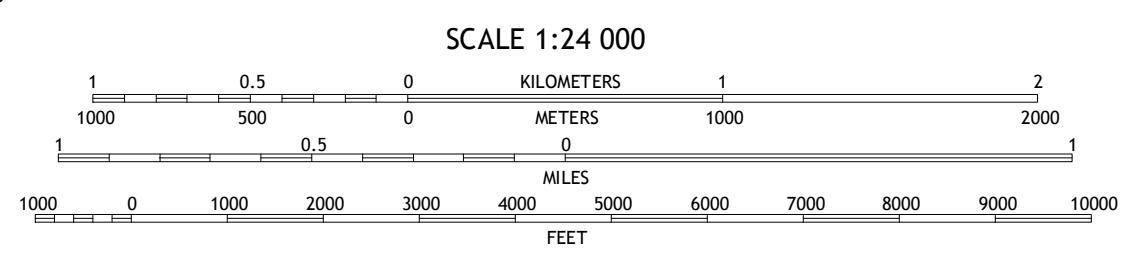 SCALE 1:24 000
1 0.5 0 KILOMETERS 1 2
1000 500 0 METERS 1000 2000
1 0.5 0 1
MILES
1000 0 1000 2000 3000 4000 5000 6000 7000 8000 9000 10000
FEET